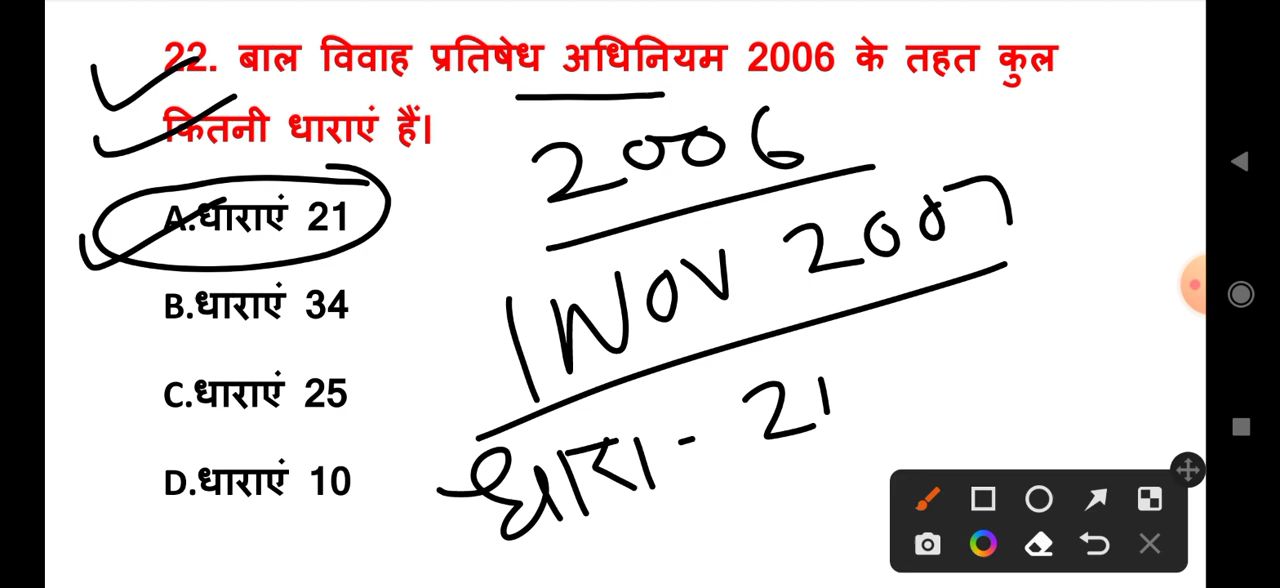 22. बाल विवाह प्रतिषेध अधिनियम 2006 के तहत कुल
कितनी धाराएं हैं।
2006
A.धाराएं 21
1 NOV 2007
B.धाराएं 34
C.धाराएं 25
धारा - 21
D.धाराएं 10